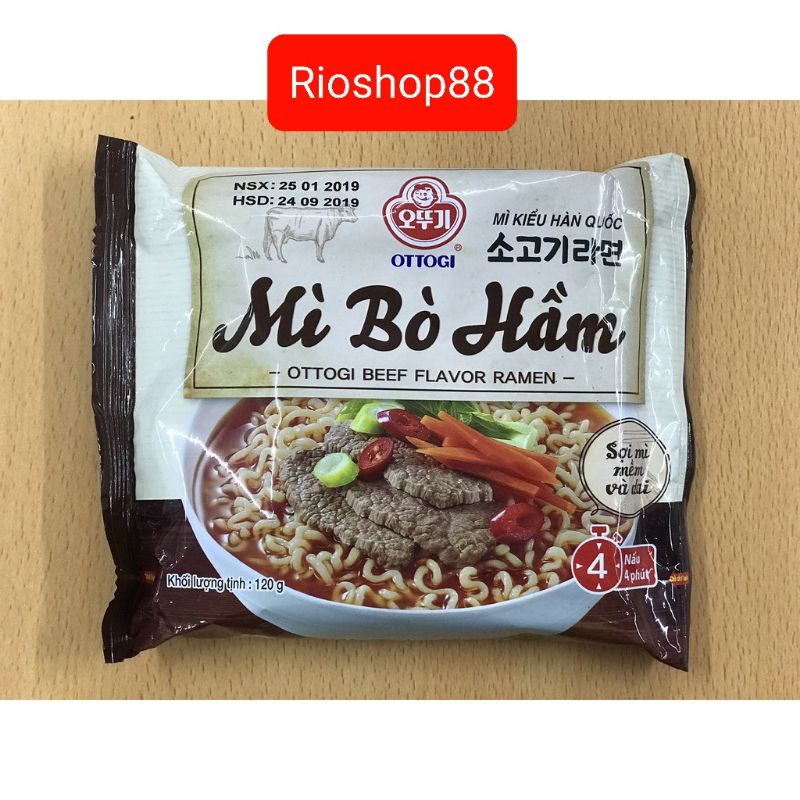 Rioshop88
NSX: 25 01 2019
HSD: 24 09 2019
오뚜기
OTTOGI
®
MÌ KIỂU HÀN QUỐC
소고기라면
Mì Bò Hầm
– OTTOGI BEEF FLAVOR RAMEN –
Sợi mì
mềm
và dai
4
Nấu
4 phút
Khối lượng tịnh : 120 g